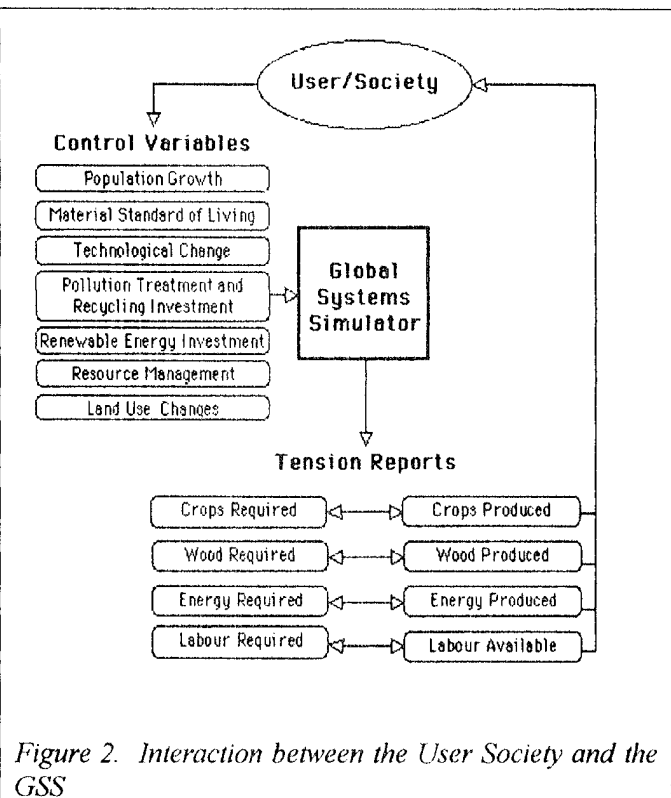 User/Society
Control Variables
Population Growth
Material Standard of Living
Technological Change
Pollution Treatment and
Recycling Investment
Renewable Energy Investment
Resource Management
Land Use Changes
Global
Systems
Simulator
Tension Reports
Crops Required
Crops Produced
Wood Required
Wood Produced
Energy Required
Energy Produced
Labour Required
Labour Available
Figure 2. Interaction between the User Society and the
GSS